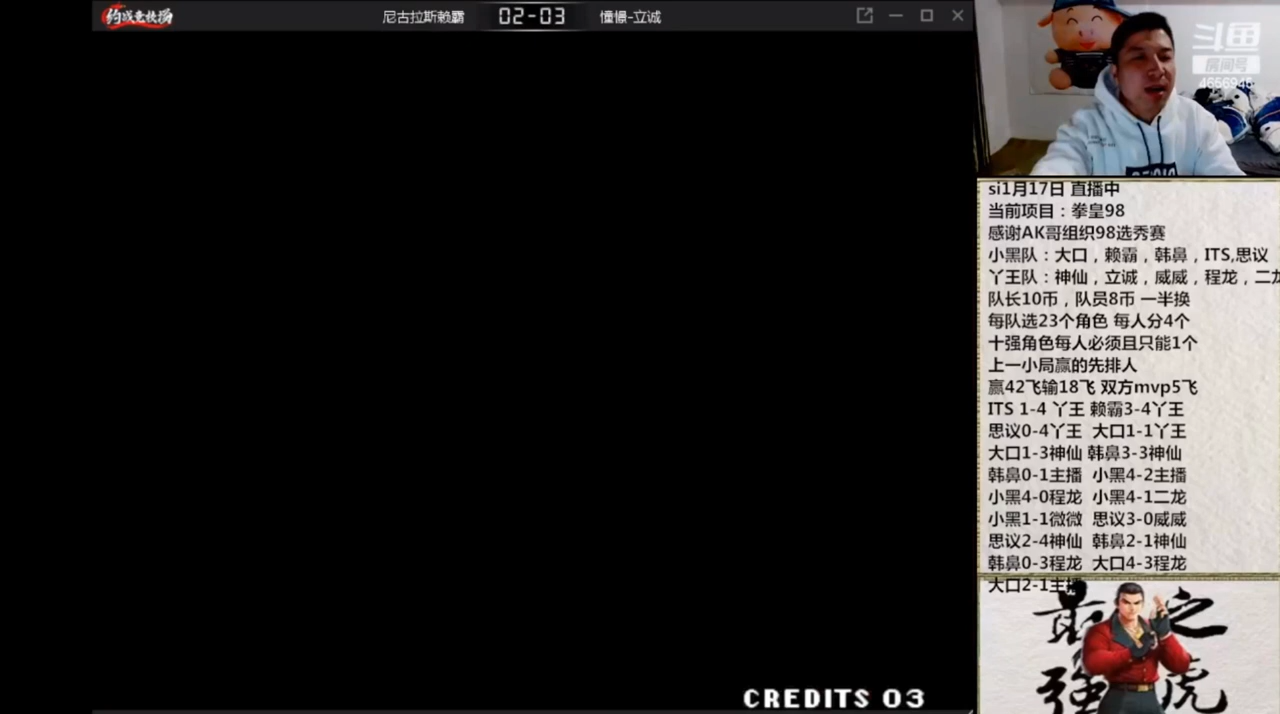 约战竞技场
尼古拉斯赖霸 02-03 憧憬-立诚
斗鱼
房间号
4656946
si1月17日 直播中
当前项目：拳皇98
感谢AK哥组织98选秀赛
小黑队：大口，赖霸，韩鼻，ITS,思议
丫王队：神仙，立诚，威威，程龙，二龙
队长10币，队员8币 一半换
每队选23个角色 每人分4个
十强角色每人必须且只能1个
上一小局赢的先排人
赢42飞输18飞 双方mvp5飞
ITS 1-4 丫王 赖霸3-4丫王
思议0-4丫王 大口1-1丫王
大口1-3神仙 韩鼻3-3神仙
韩鼻0-1主播 小黑4-2主播
小黑4-0程龙 小黑4-1二龙
小黑1-1微微 思议3-0威威
思议2-4神仙 韩鼻2-1神仙
韩鼻0-3程龙 大口4-3程龙
大口2-1主播
最 之
强 虎
CREDITS 03